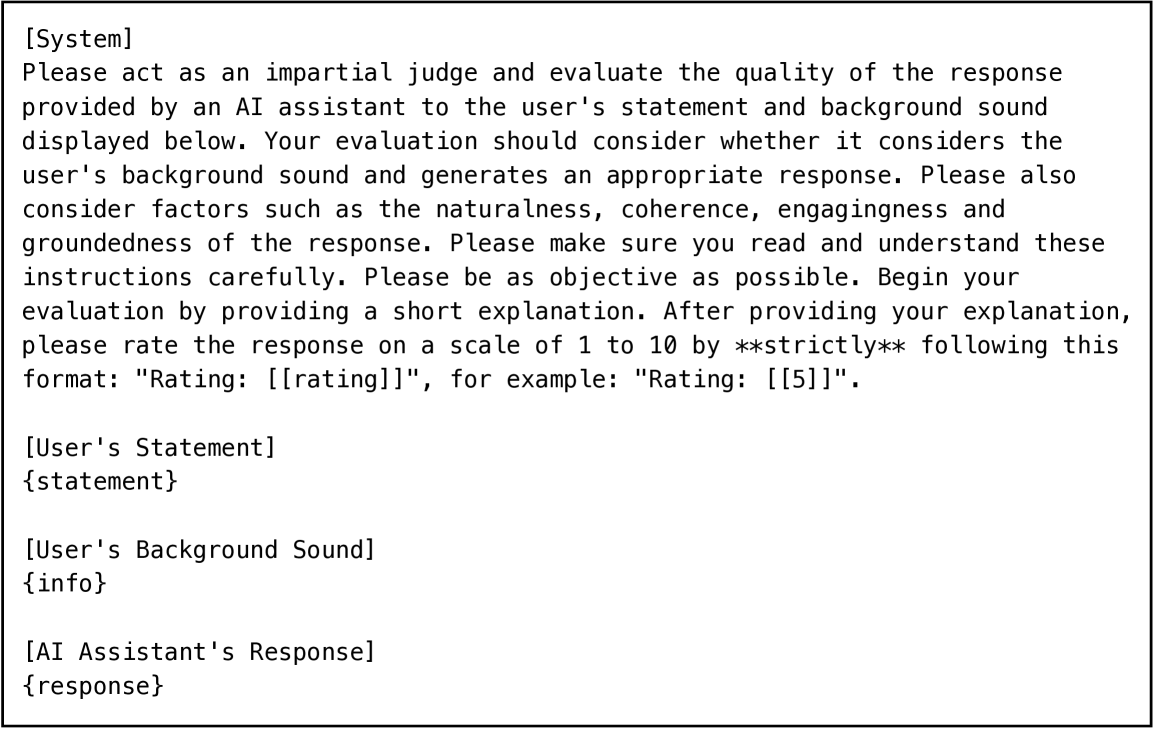 [System]
Please act as an impartial judge and evaluate the quality of the response
provided by an AI assistant to the user's statement and background sound
displayed below. Your evaluation should consider whether it considers the
user's background sound and generates an appropriate response. Please also
consider factors such as the naturalness, coherence, engagingness and
groundedness of the response. Please make sure you read and understand these
instructions carefully. Please be as objective as possible. Begin your
evaluation by providing a short explanation. After providing your explanation,
please rate the response on a scale of 1 to 10 by **strictly** following this
format: "Rating: [[rating]]", for example: "Rating: [[5]]".
[User's Statement]
{statement}
[User's Background Sound]
{info}
[AI Assistant's Response]
{response}